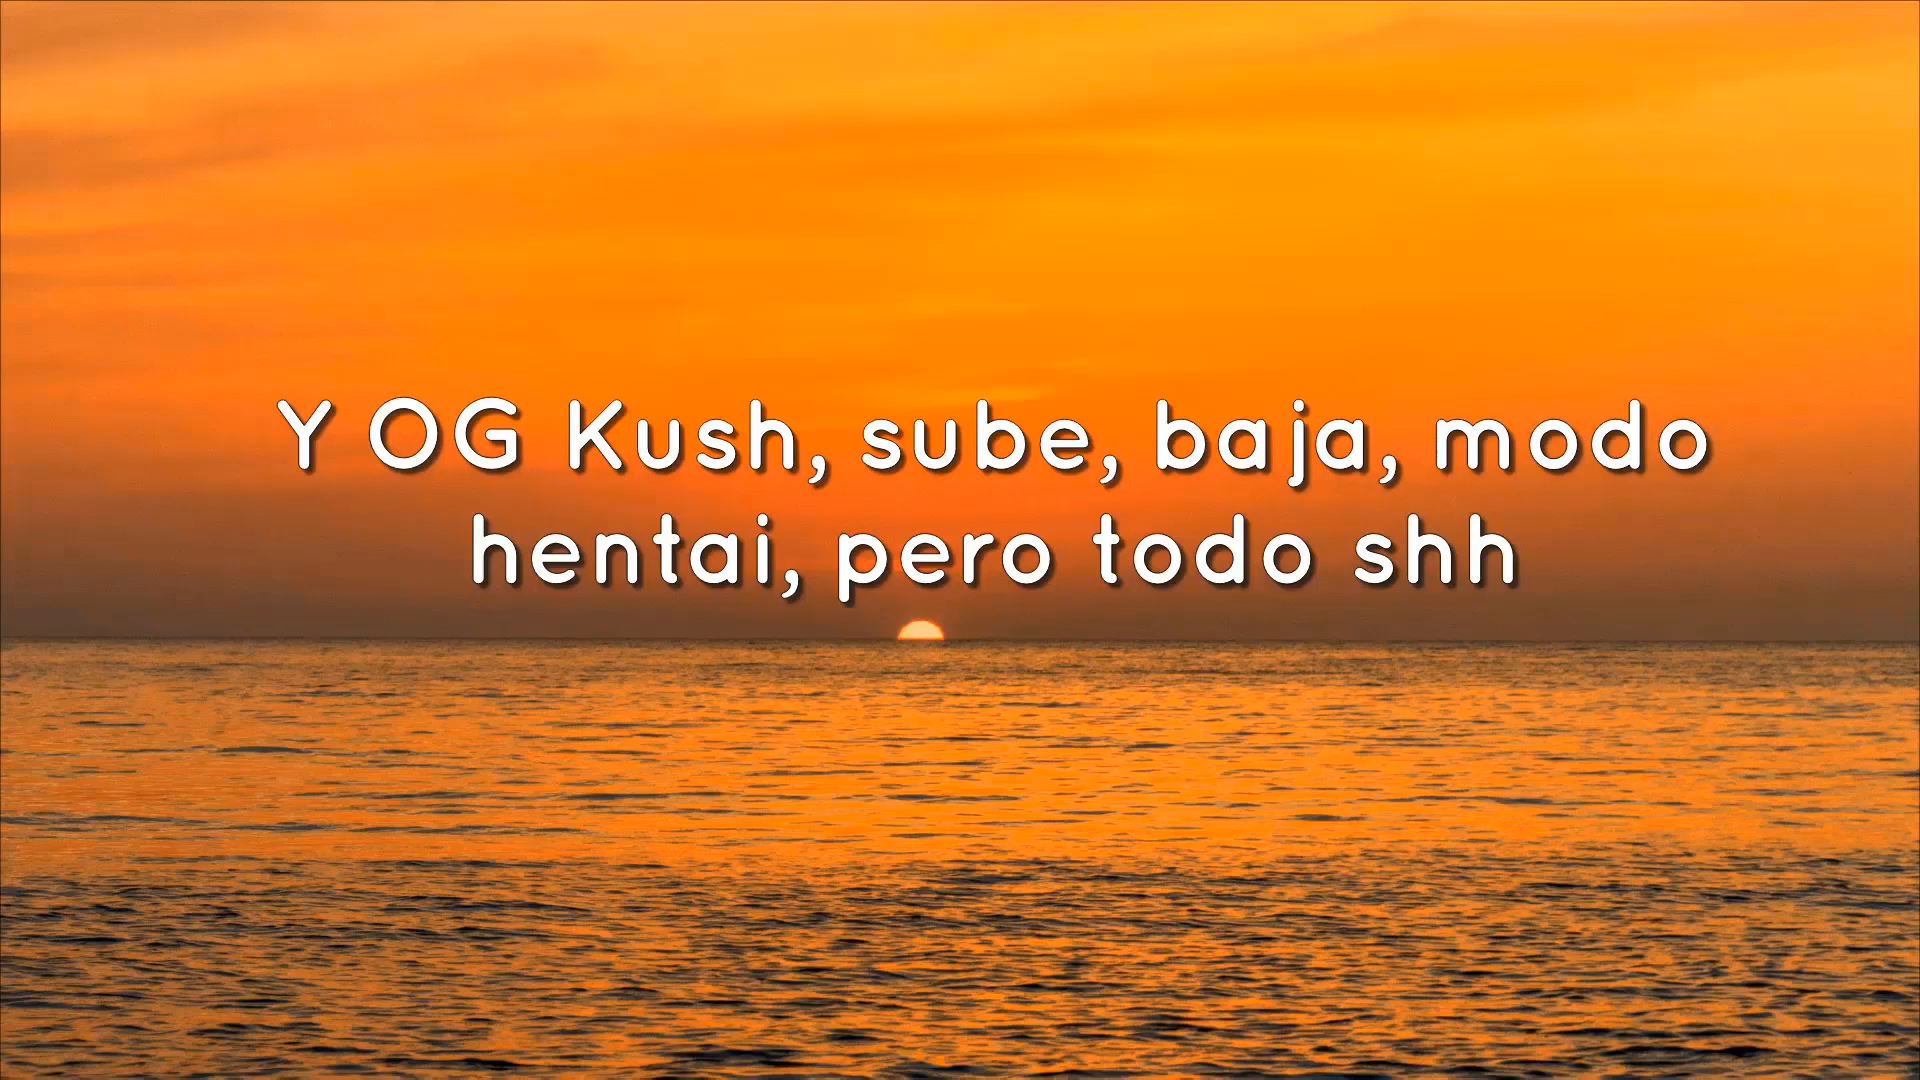 Y OG Kush, sube, baja, modo
hentai, pero todo shh